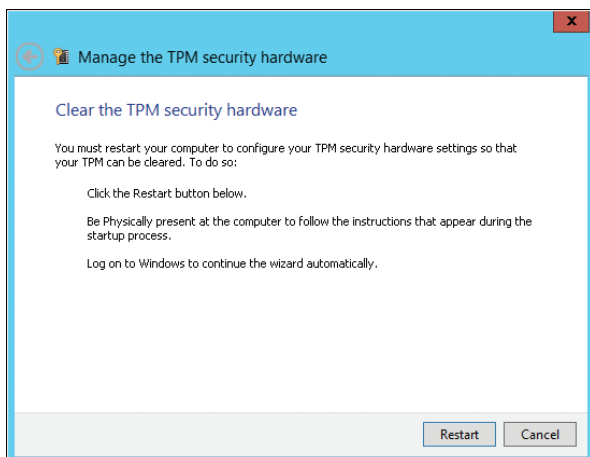 x
Manage the TPM security hardware
Clear the TPM security hardware
You must restart your computer to configure your TPM security hardware settings so that
your TPM can be cleared. To do so:
Click the Restart button below.
Be Physically present at the computer to follow the instructions that appear during the
startup process.
Log on to Windows to continue the wizard automatically.
Restart Cancel